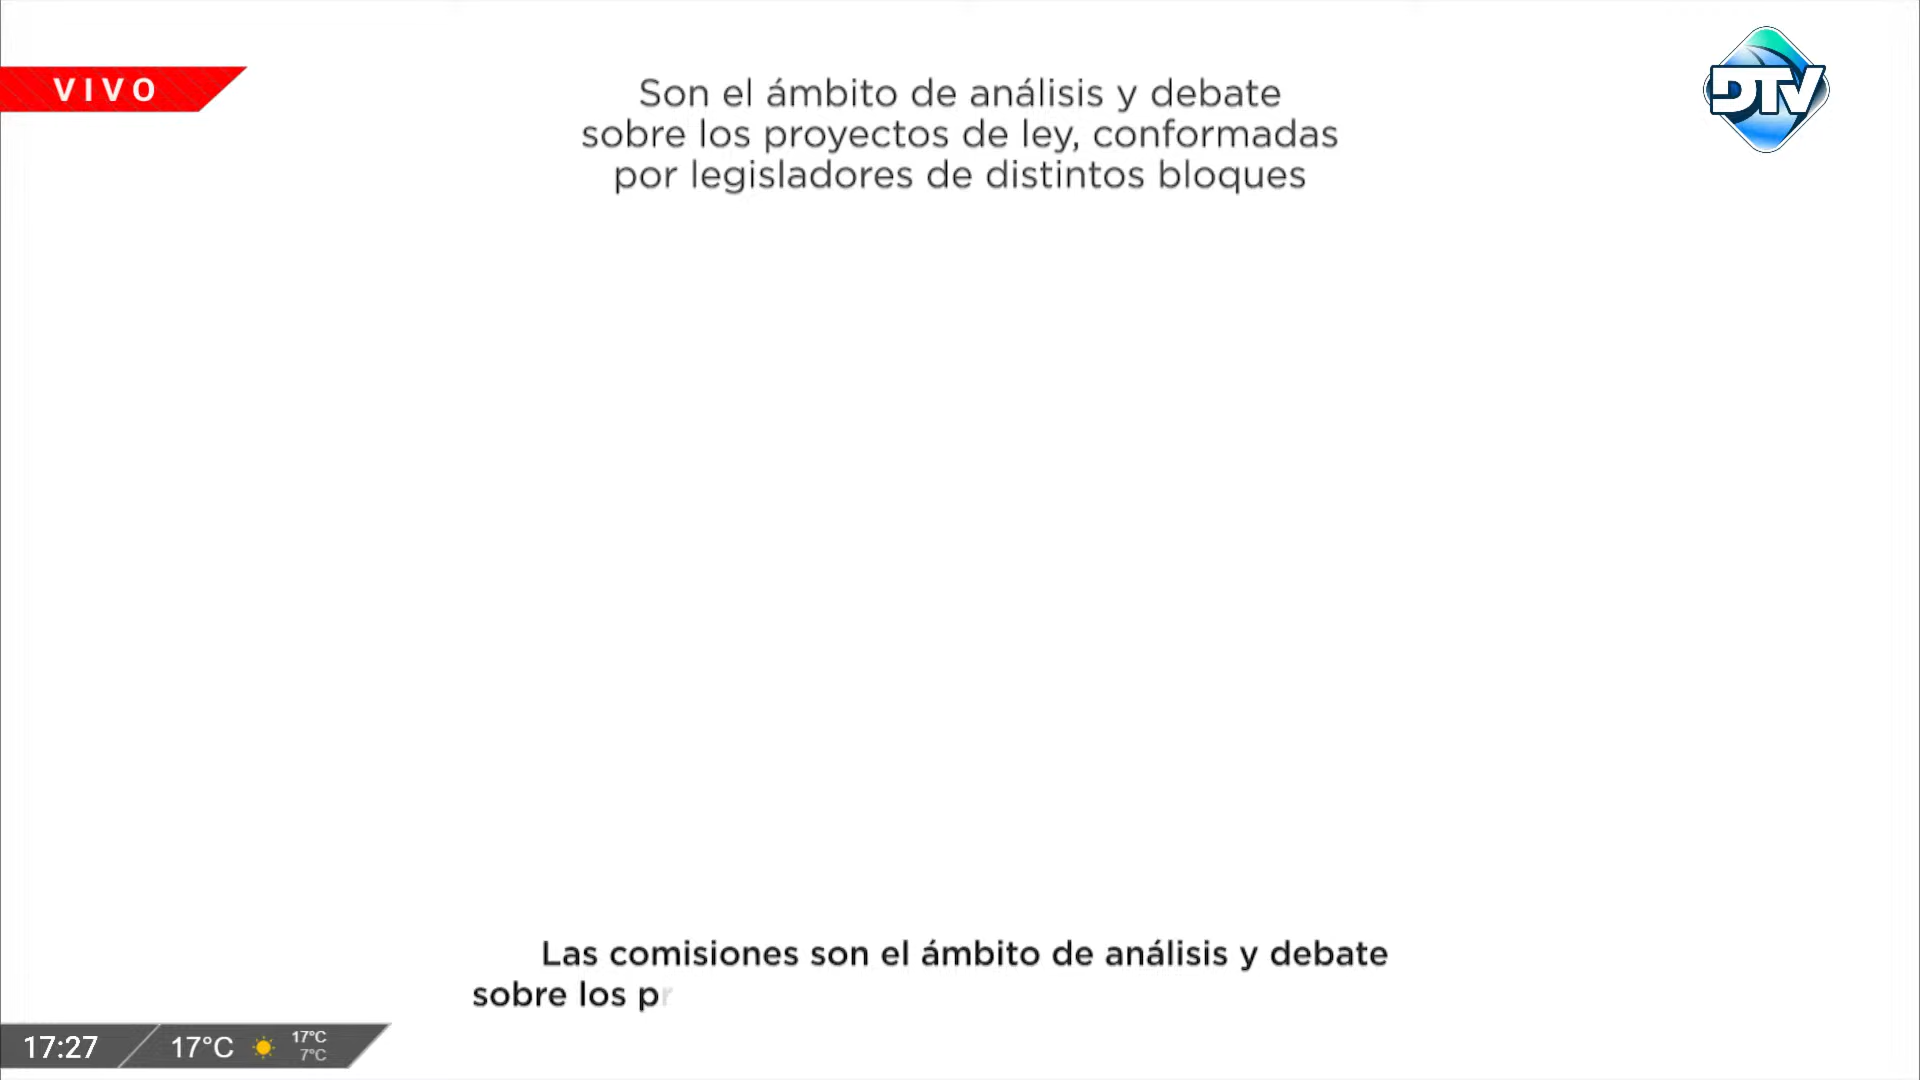 VIVO
Son el ámbito de análisis y debate
sobre los proyectos de ley, conformadas
por legisladores de distintos bloques
DTV
Las comisiones son el ámbito de análisis y debate
sobre los pr
17:27
17°C
17°C
7°C